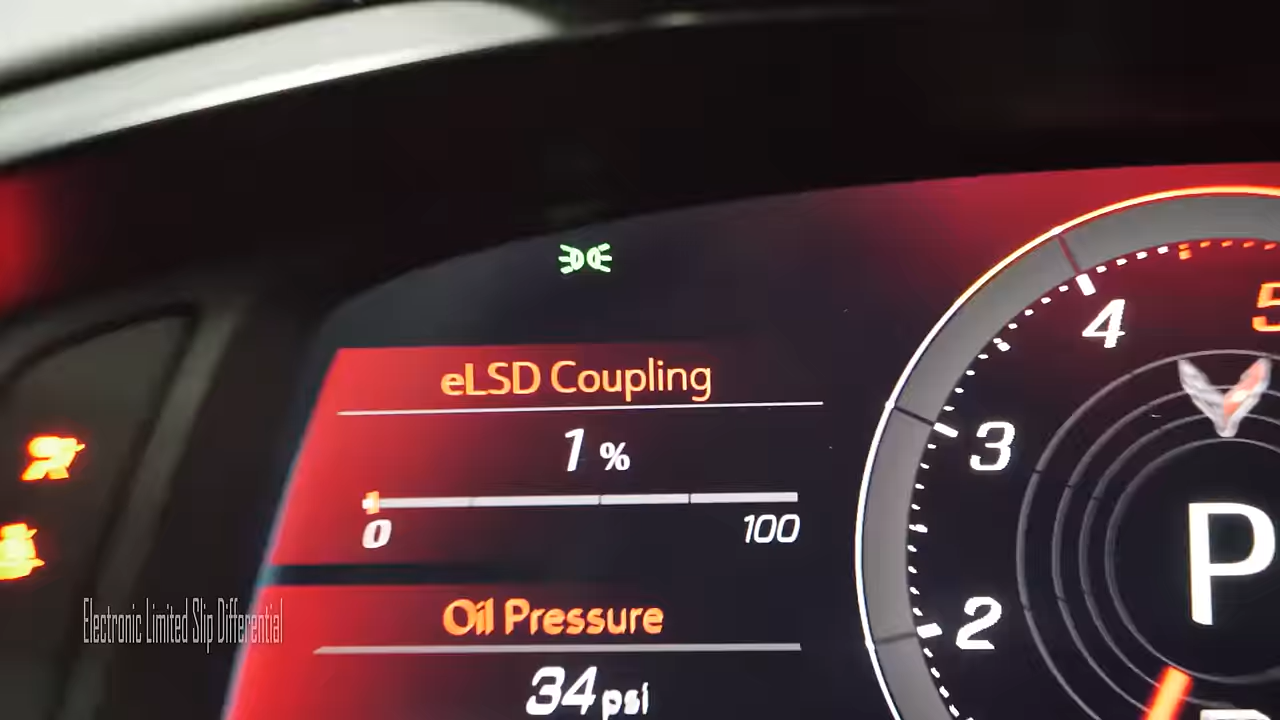 eLSD Coupling
1 %
0 100
Oil Pressure
34 psi
2
3
4
5
P
Electronic Limited Slip Differential